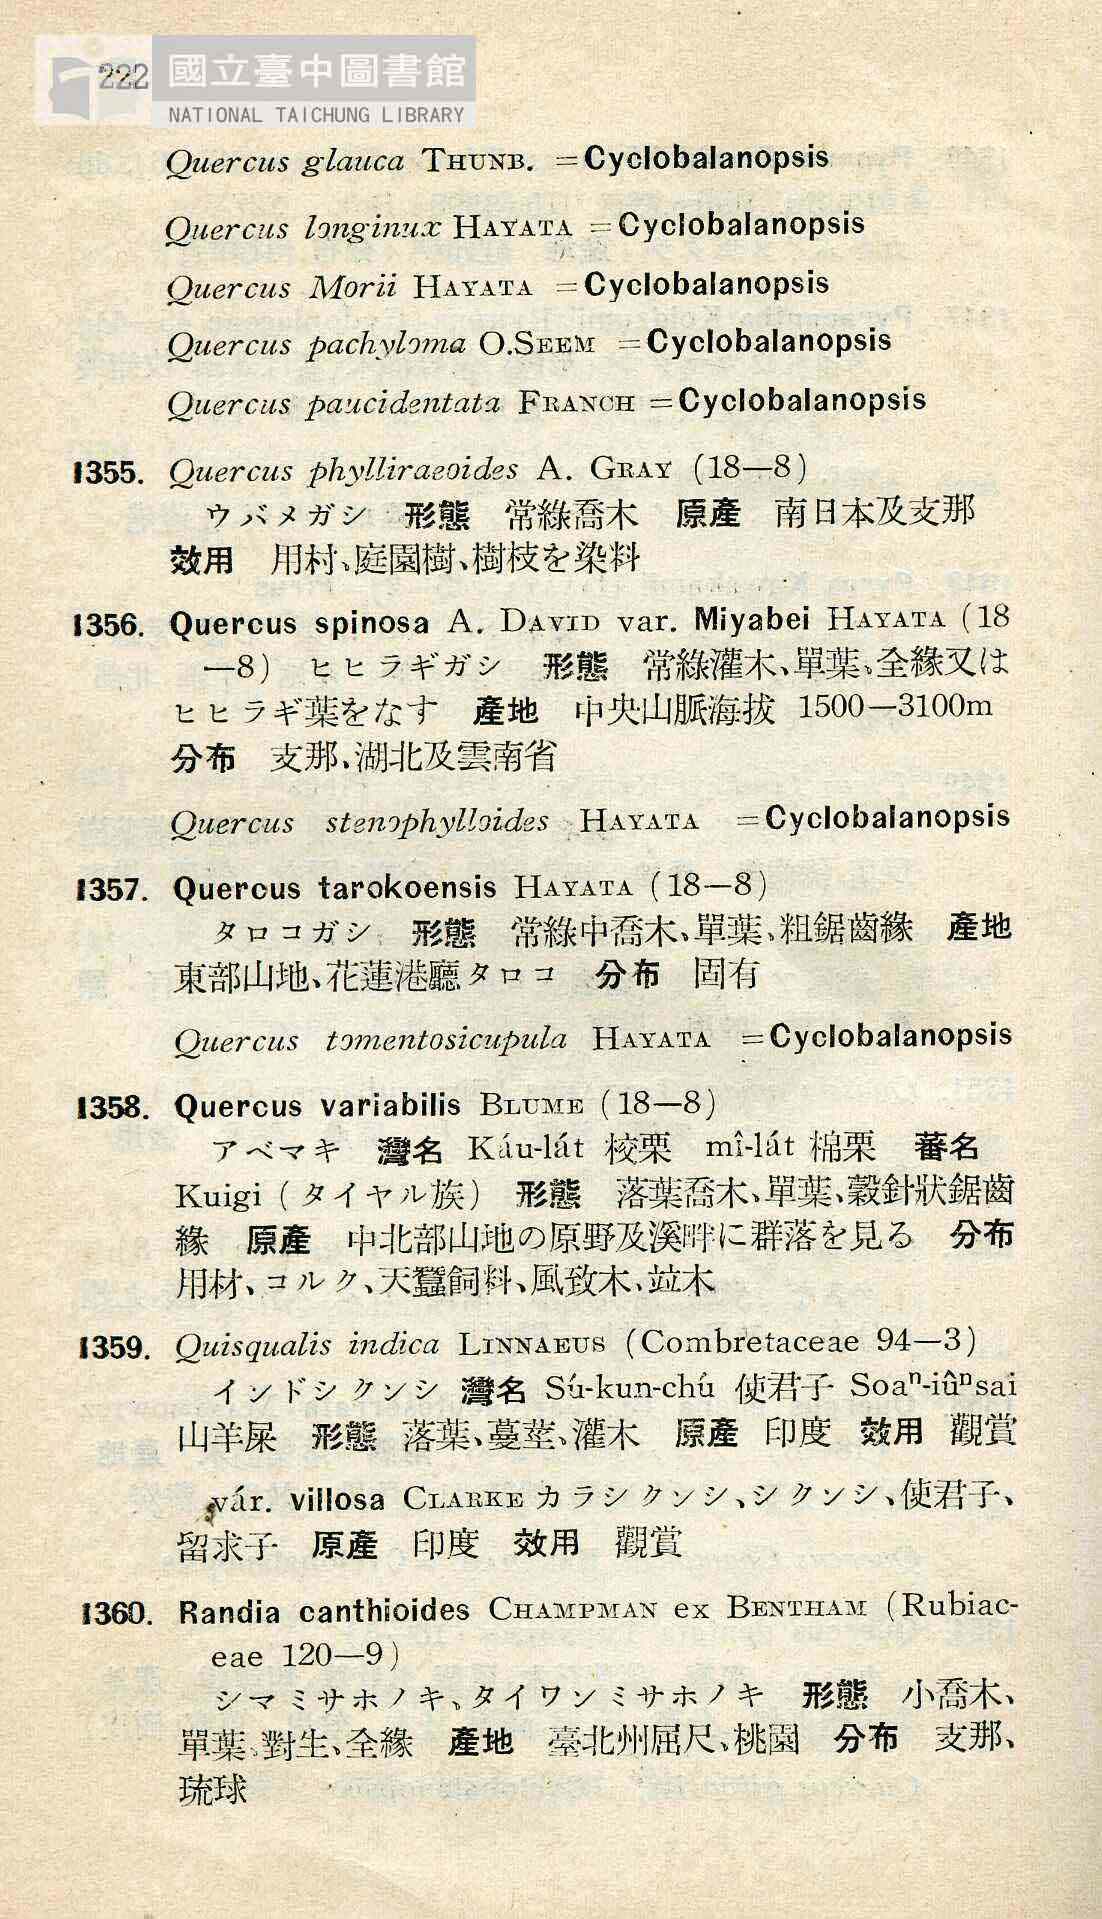 222
國立臺中圖書館
NATIONAL TAICHUNG LIBRARY
Quercus glauca THUNB. =Cyclobalanopsis
Quercus longinux HAYATA =Cyclobalanopsis
Quercus Morii HAYATA =Cyclobalanopsis
Quercus pachyloma O.SEEM =Cyclobalanopsis
Quercus paucidentata FRANCH =Cyclobalanopsis
1355. Quercus phylliraeoides A. GRAY (18—8)
ウバメガシ 形態 常綠喬木 原產 南日本及支那
效用 用村、庭園樹、樹枝を染料
1356. Quercus spinosa A. DAVID var. Miyabei HAYATA (18
—8) ヒヒラギガシ 形態 常綠灌木、單葉、全緣又は
ヒヒラギ葉をなす 產地 中央山脈海拔 1500—3100m
分布 支那、湖北及雲南省
Quercus stenophylloides HAYATA =Cyclobalanopsis
1357. Quercus tarokoensis HAYATA (18—8)
タロコガシ 形態 常綠中喬木、單葉、粗鋸齒緣 產地
東部山地、花蓮港廳タロコ 分布 固有
Quercus tomentosicupula HAYATA =Cyclobalanopsis
1358. Quercus variabilis BLUME (18—8)
アベマキ 灣名 Káu-lát 校栗 mî-lát 棉栗 蕃名
Kuigi (タイヤル族) 形態 落葉喬木、單葉、穀針狀鋸齒
緣 原產 中北部山地の原野及溪畔に群落を見る 分布
用材、コルク、天蠶飼料、風致木、竝木
1359. Quisqualis indica LINNAEUS (Combretaceae 94—3)
インドシクンシ 灣名 Sú-kun-chú 使君子 Soaⁿ-iûⁿsai
山羊屎 形態 落葉、蔓莖、灌木 原產 印度 效用 觀賞
vár. villosa CLARKE カラシクンシ、シクンシ、使君子、
留求子 原產 印度 效用 觀賞
1360. Randia canthioides CHAMPMAN ex BENTHAM (Rubiac-
eae 120—9)
シマミサホノキ、タイワンミサホノキ 形態 小喬木、
單葉、對生、全緣 產地 臺北州屈尺、桃園 分布 支那、
琉球